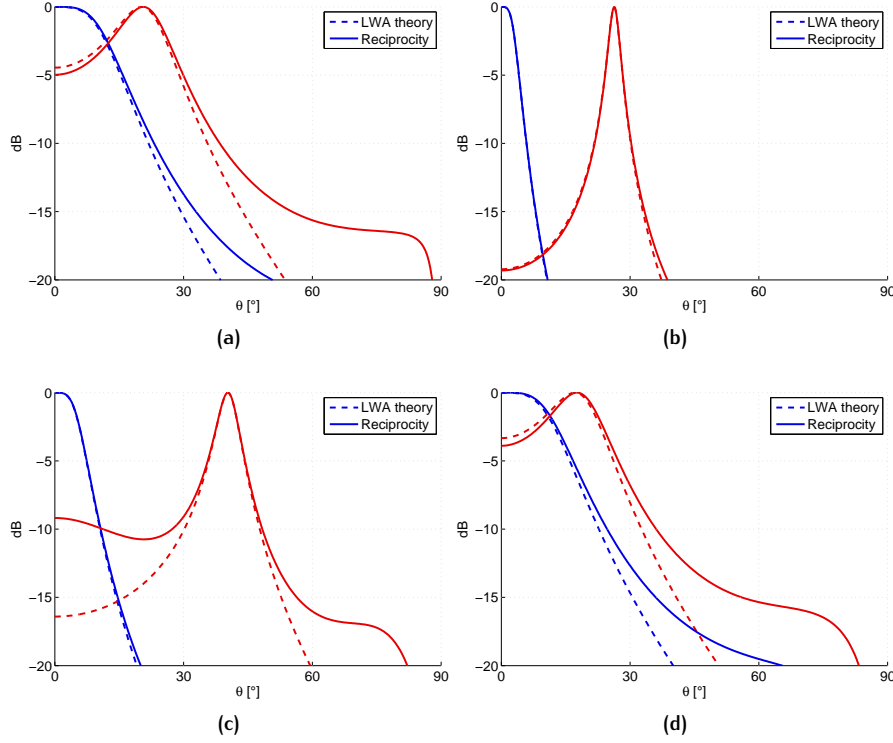 0
−5
−10
−15
−20
dB
0
30
60
90
θ [°]
LWA theory
Reciprocity
(a)
0
−5
−10
−15
−20
dB
0
30
60
90
θ [°]
LWA theory
Reciprocity
(b)
0
−5
−10
−15
−20
dB
0
30
60
90
θ [°]
LWA theory
Reciprocity
(c)
0
−5
−10
−15
−20
dB
0
30
60
90
θ [°]
LWA theory
Reciprocity
(d)